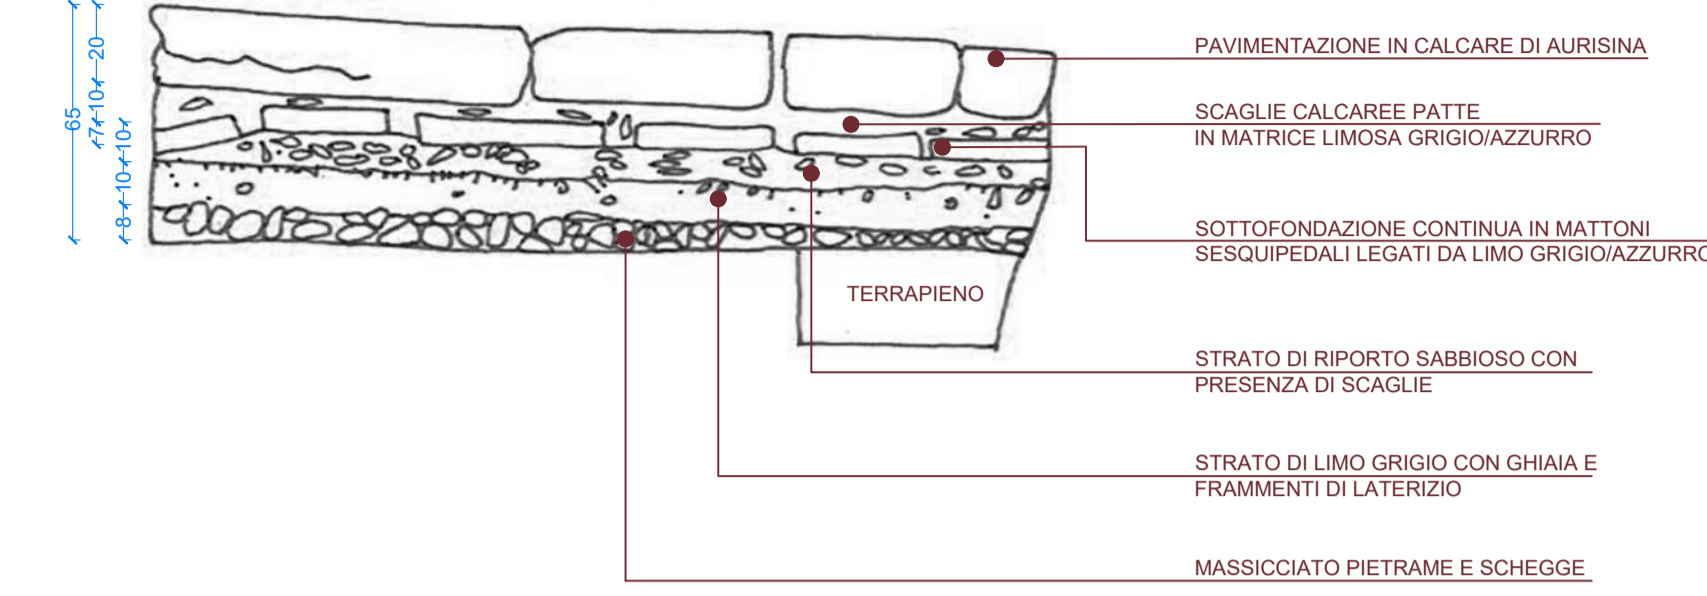 PAVIMENTAZIONE IN CALCARE DI AURISINA
SCAGLIE CALCAREE PATTE
IN MATRICE LIMOSA GRIGIO/AZZURRO
SOTTOFONDAZIONE CONTINUA IN MATTONI
SESQUIPEDALI LEGATI DA LIMO GRIGIO/AZZURRO
TERRAPIENO
STRATO DI RIPORTO SABBIOSO CON
PRESENZA DI SCAGLIE
STRATO DI LIMO GRIGIO CON GHIAIA E
FRAMMENTI DI LATERIZIO
MASSICCIATO PIETRAME E SCHEGGE
65
20
10
7
10
10
8